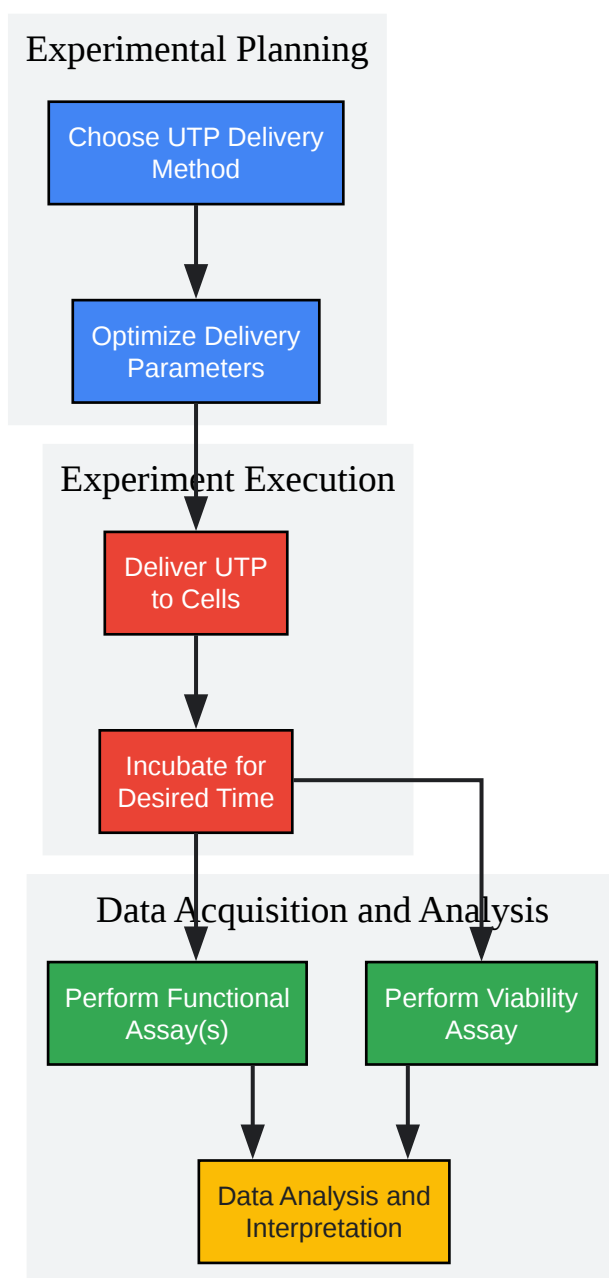 Experimental Planning
Choose UTP Delivery
Method
Optimize Delivery
Parameters
Experiment Execution
Deliver UTP
to Cells
Incubate for
Desired Time
Data Acquisition and Analysis
Perform Functional
Assay(s)
Perform Viability
Assay
Data Analysis and
Interpretation